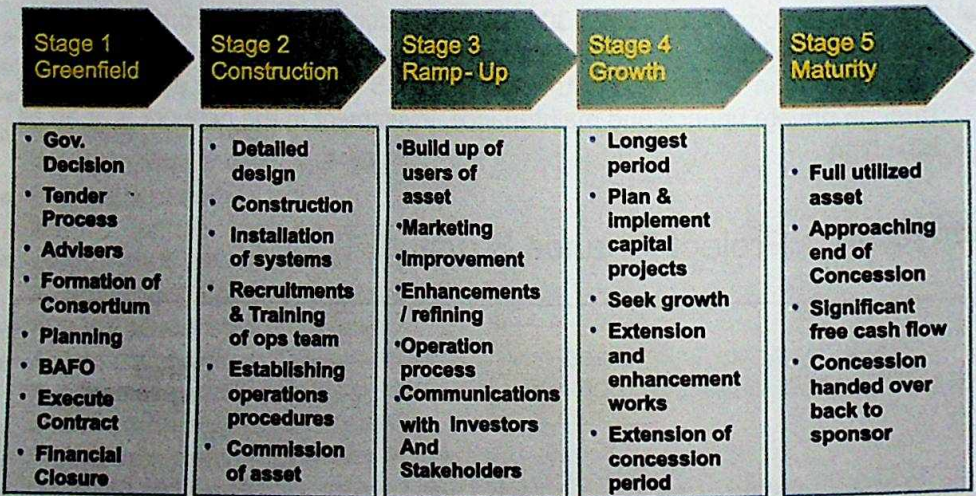 Stage 1
Greenfield
Stage 2
Construction
Stage 3
Ramp- Up
Stage 4
Growth
Stage 5
Maturity
• Gov.
Decision
• Tender
Process
• Advisers
• Formation of
Consortium
• Planning
• BAFO
• Execute
Contract
• Financial
Closure
• Detailed
design
• Construction
• Installation
of systems
• Recruitments
& Training
of ops team
• Establishing
operations
procedures
• Commission
of asset
•Build up of
users of
asset
•Marketing
•Improvement
•Enhancements
/ refining
•Operation
process
•Communications
with Investors
And
Stakeholders
• Longest
period
• Plan &
implement
capital
projects
• Seek growth
• Extension
and
enhancement
works
• Extension of
concession
period
• Full utilized
asset
• Approaching
end of
Concession
• Significant
free cash flow
• Concession
handed over
back to
sponsor